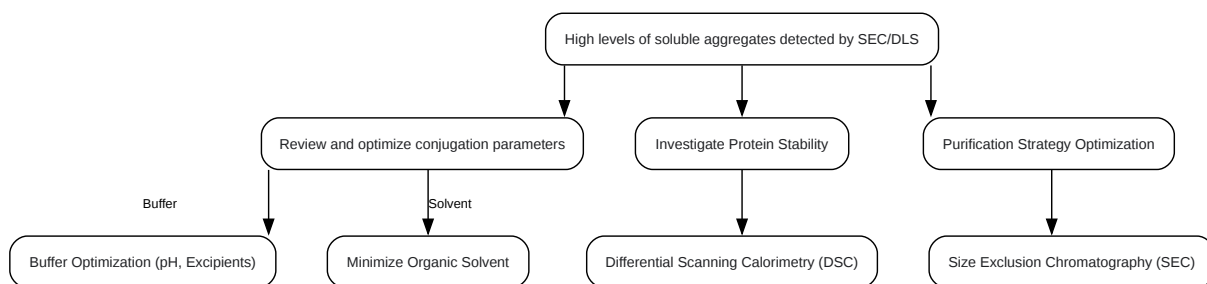 High levels of soluble aggregates detected by SEC/DLS
Review and optimize conjugation parameters
Investigate Protein Stability
Purification Strategy Optimization
Buffer
Solvent
Buffer Optimization (pH, Excipients)
Minimize Organic Solvent
Differential Scanning Calorimetry (DSC)
Size Exclusion Chromatography (SEC)